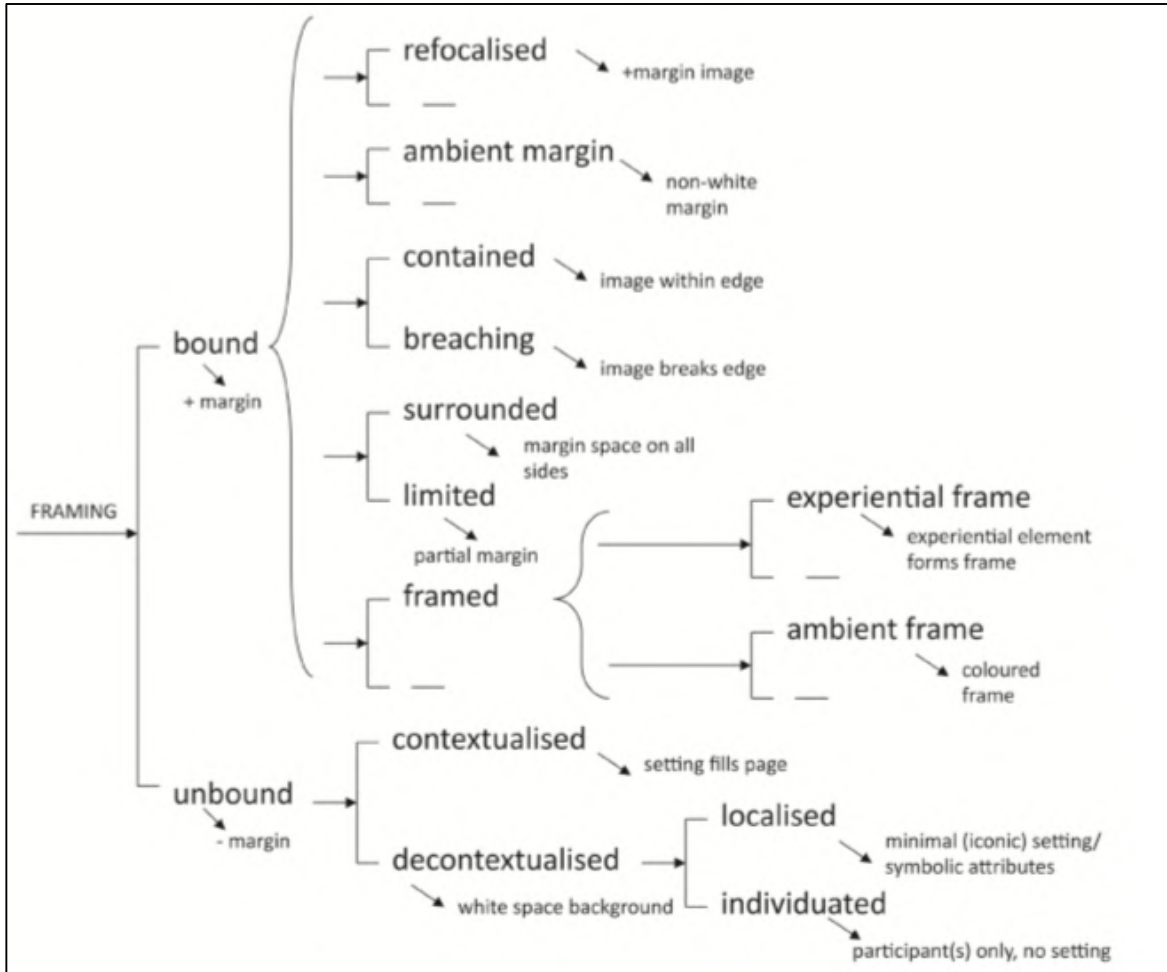 refocalised
+margin image
ambient margin
non-white
margin
contained
image within edge
bound
breaching
+ margin
image breaks edge
surrounded
margin space on all
sides
limited
experiential frame
FRAMING
partial margin
experiential element
forms frame
framed
ambient frame
coloured
frame
contextualised
setting fills page
unbound
- margin
localised
minimal (iconic) setting/
symbolic attributes
decontextualised
white space background
individuated
participant(s) only, no setting